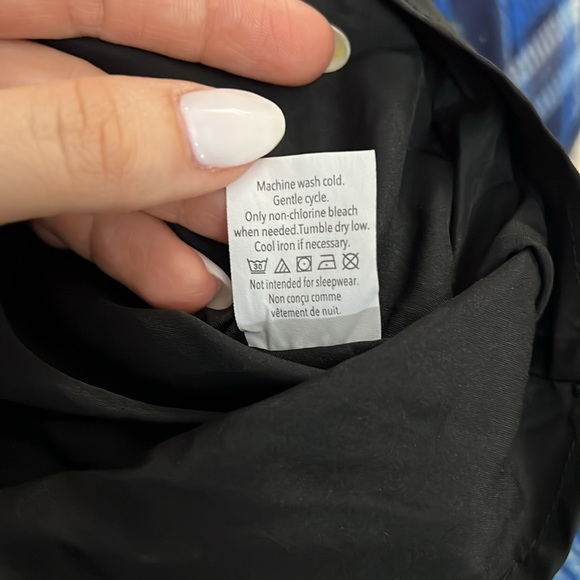 Machine wash cold.
Gentle cycle.
Only non-chlorine bleach
when needed.Tumble dry low.
Cool iron if necessary.
30
Not intended for sleepwear.
Non conçu comme
vêtement de nuit.